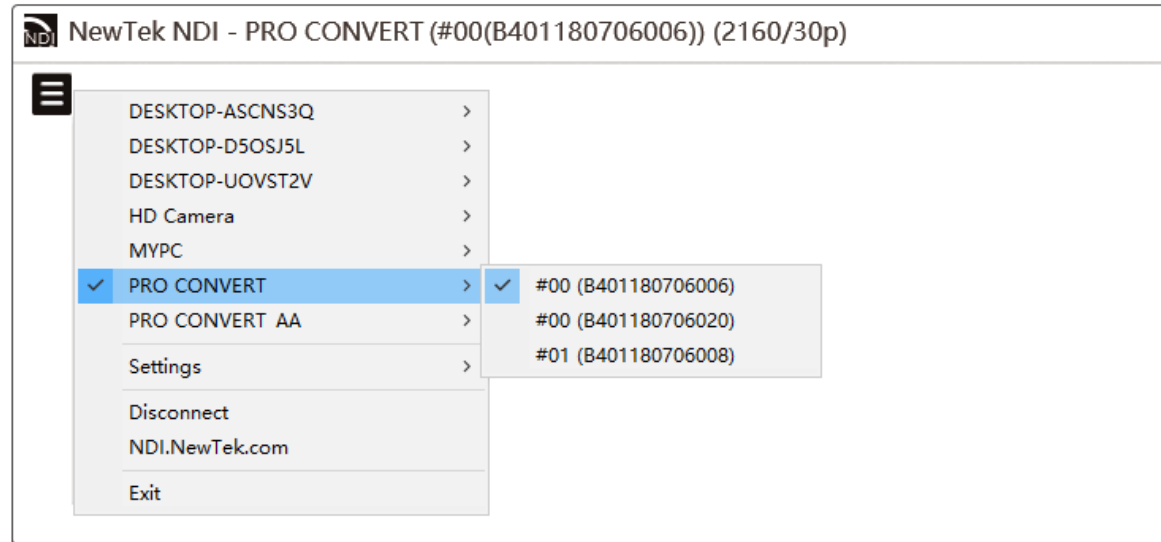 NDI NewTek NDI - PRO CONVERT (#00(B401180706006)) (2160/30p)
DESKTOP-ASCNS3Q
DESKTOP-D5OSJ5L
DESKTOP-UOVST2V
HD Camera
MYPC
PRO CONVERT
#00 (B401180706006)
#00 (B401180706020)
#01 (B401180706008)
PRO CONVERT AA
Settings
Disconnect
NDI.NewTek.com
Exit